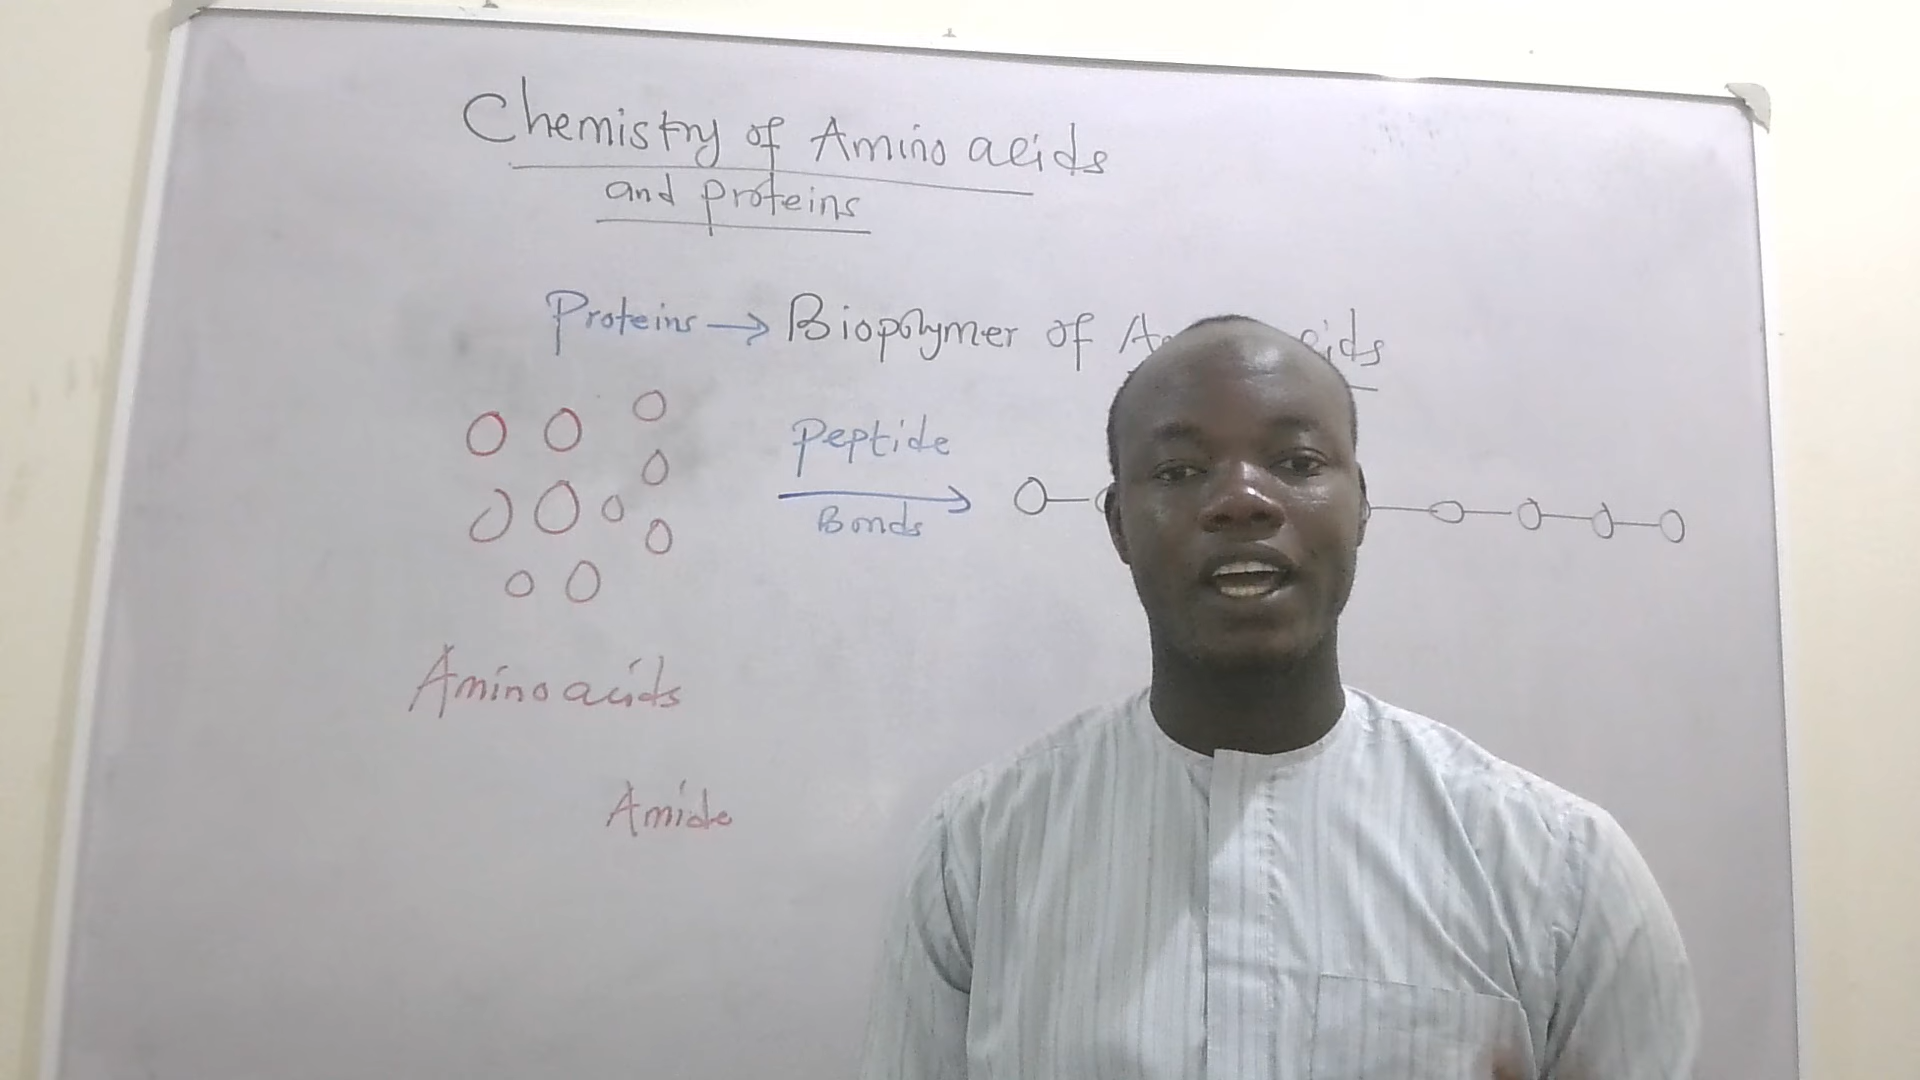 Chemistry of Amino acids
and proteins
Proteins → Biopolymer of A
Peptide
Bonds
Amino acids
Amide